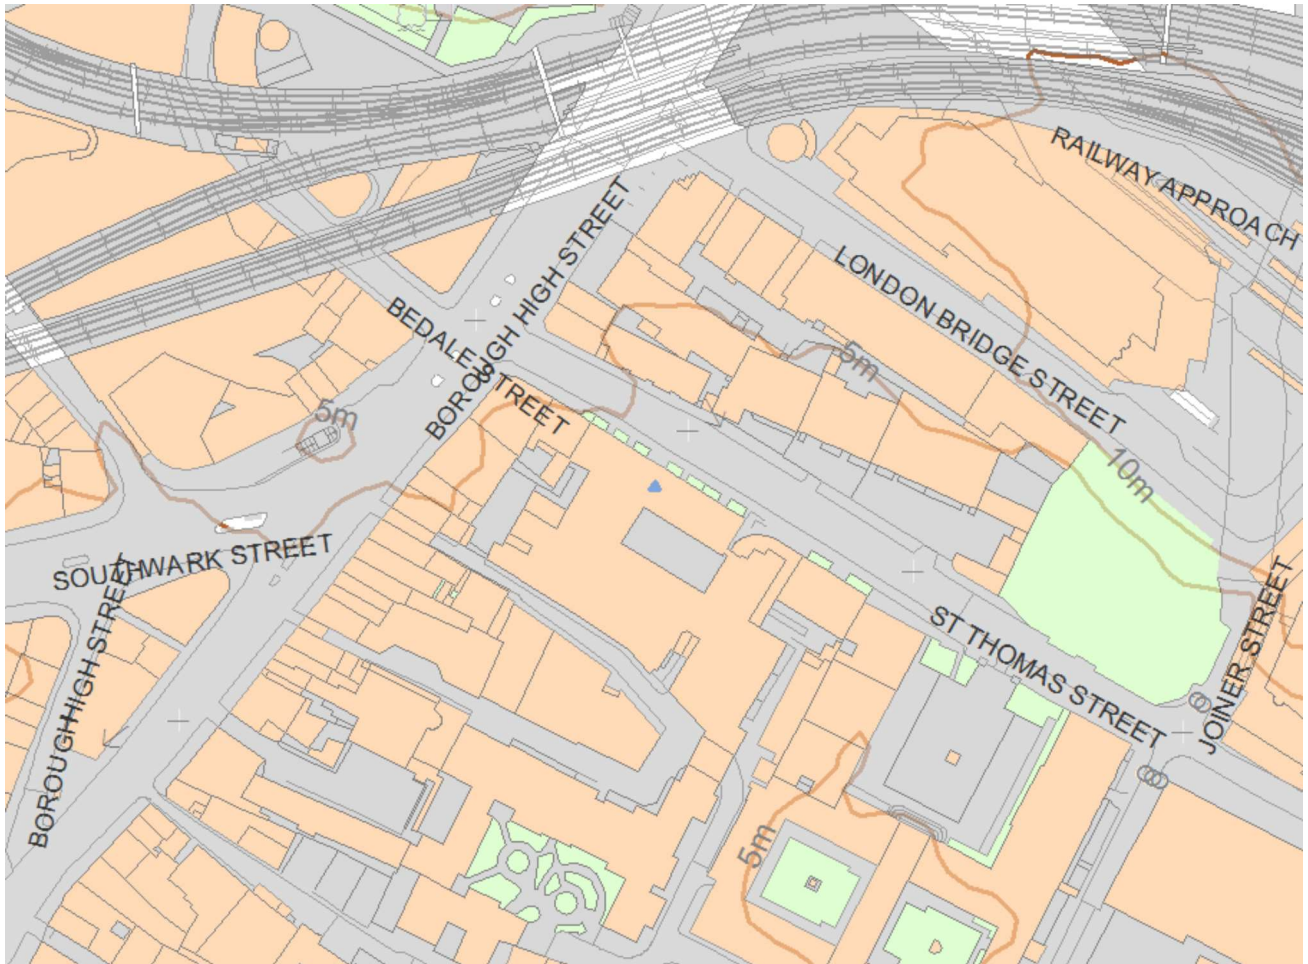 RAILWAY APPROACH
BOROUGH HIGH STREET
LONDON BRIDGE STREET
BEDALE STREET
5m
5m
10m
SOUTHWARK STREET
BOROUGH HIGH STREET
ST THOMAS STREET
JOINER STREET
5m